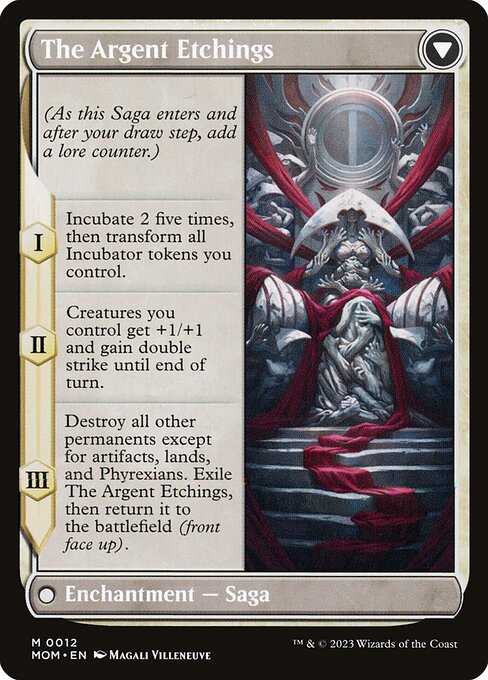 The Argent Etchings
(As this Saga enters and
after your draw step, add
a lore counter.)
I
Incubate 2 five times,
then transform all
Incubator tokens you
control.
II
Creatures you
control get +1/+1
and gain double
strike until end of
turn.
III
Destroy all other
permanents except
for artifacts, lands,
and Phyrexians. Exile
The Argent Etchings,
then return it to
the battlefield (front
face up).
Enchantment — Saga
M 0012
MOM • EN Magali Villeneuve
™ & © 2023 Wizards of the Coast